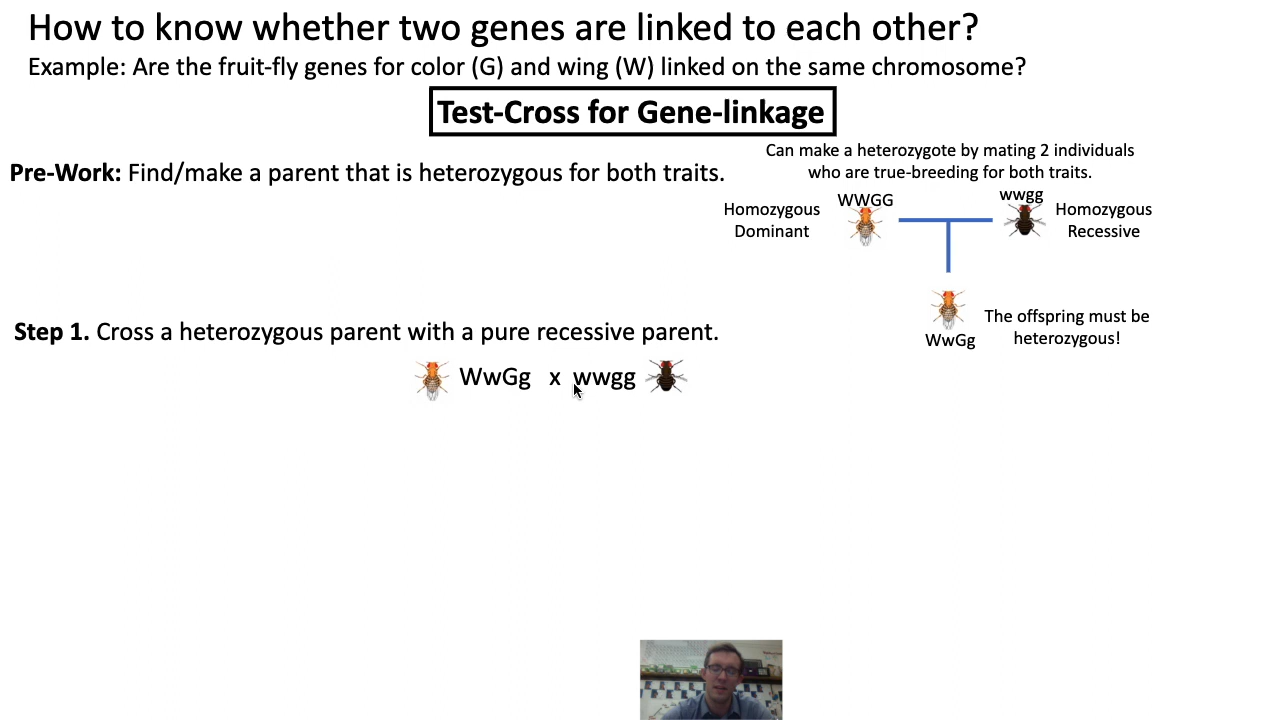 How to know whether two genes are linked to each other?
Example: Are the fruit-fly genes for color (G) and wing (W) linked on the same chromosome?
Test-Cross for Gene-linkage
Pre-Work: Find/make a parent that is heterozygous for both traits.
Can make a heterozygote by mating 2 individuals
who are true-breeding for both traits.
Homozygous
Dominant
WWGG
wwgg
Homozygous
Recessive
WwGg
The offspring must be
heterozygous!
Step 1. Cross a heterozygous parent with a pure recessive parent.
WwGg x wwgg